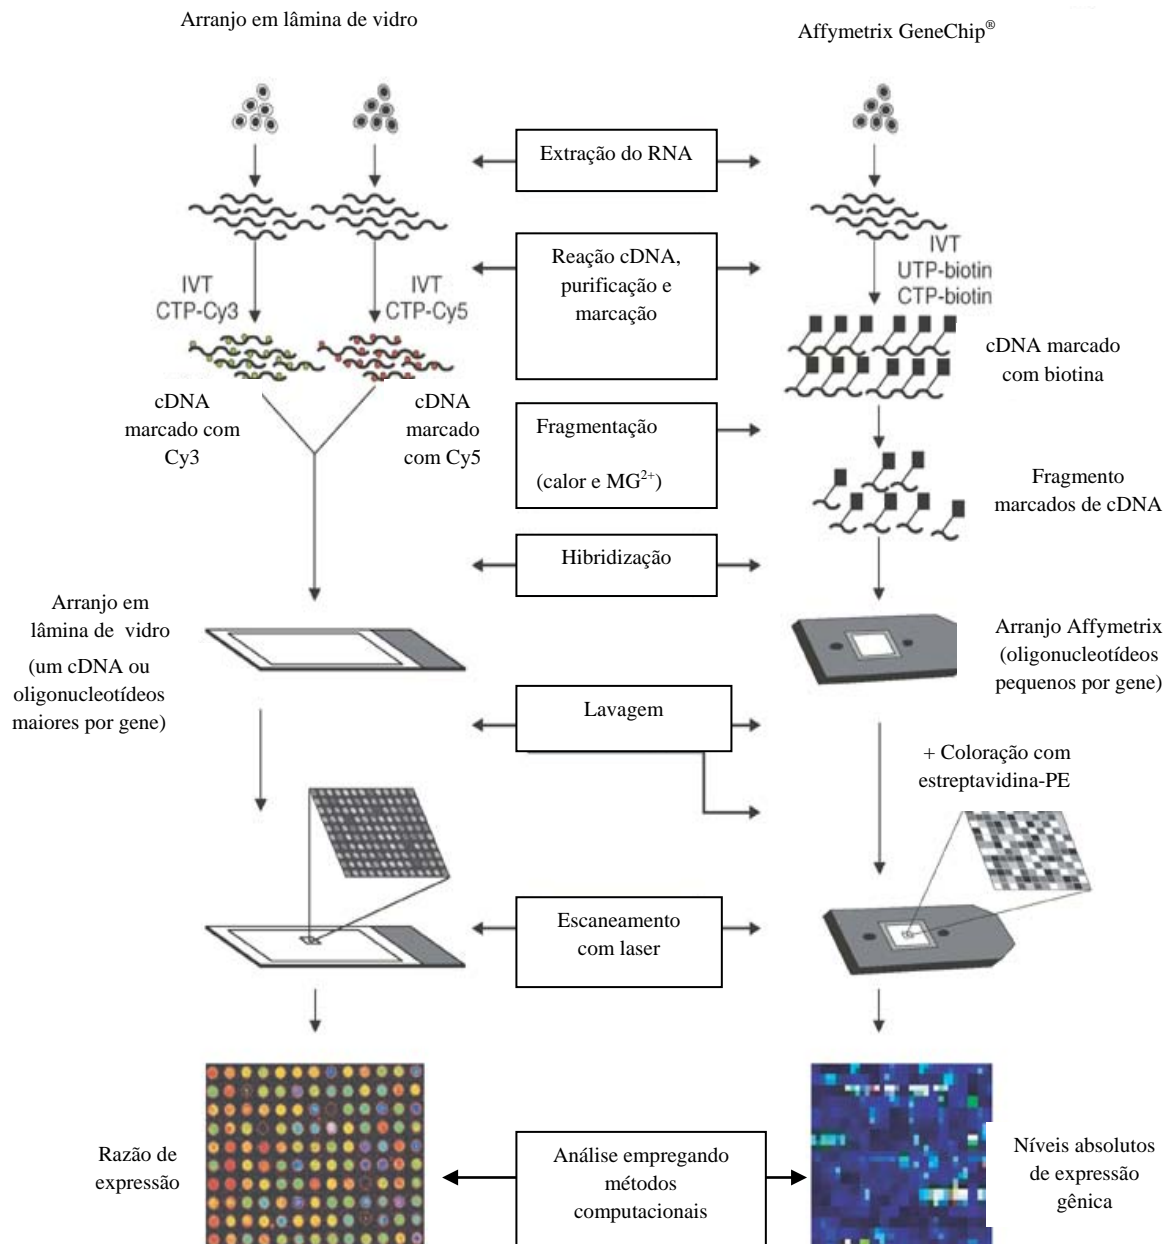 Arranjo em lâmina de vidro
Affymetrix GeneChip®
Extração do RNA
IVT
CTP-Cy3
IVT
CTP-Cy5
Reação cDNA,
purificação e
marcação
IVT
UTP-biotin
CTP-biotin
cDNA marcado
com biotina
cDNA
marcado com
Cy3
cDNA
marcado
com Cy5
Fragmentação
(calor e MG²⁺)
Fragmento
marcados de cDNA
Hibridização
Arranjo em
lâmina de vidro
(um cDNA ou
oligonucleotídeos
maiores por gene)
Arranjo Affymetrix
(oligonucleotídeos
pequenos por gene)
Lavagem
+ Coloração com
estreptavidina-PE
Escaneamento
com laser
Razão de
expressão
Análise empregando
métodos
computacionais
Níveis absolutos
de expressão
gênica